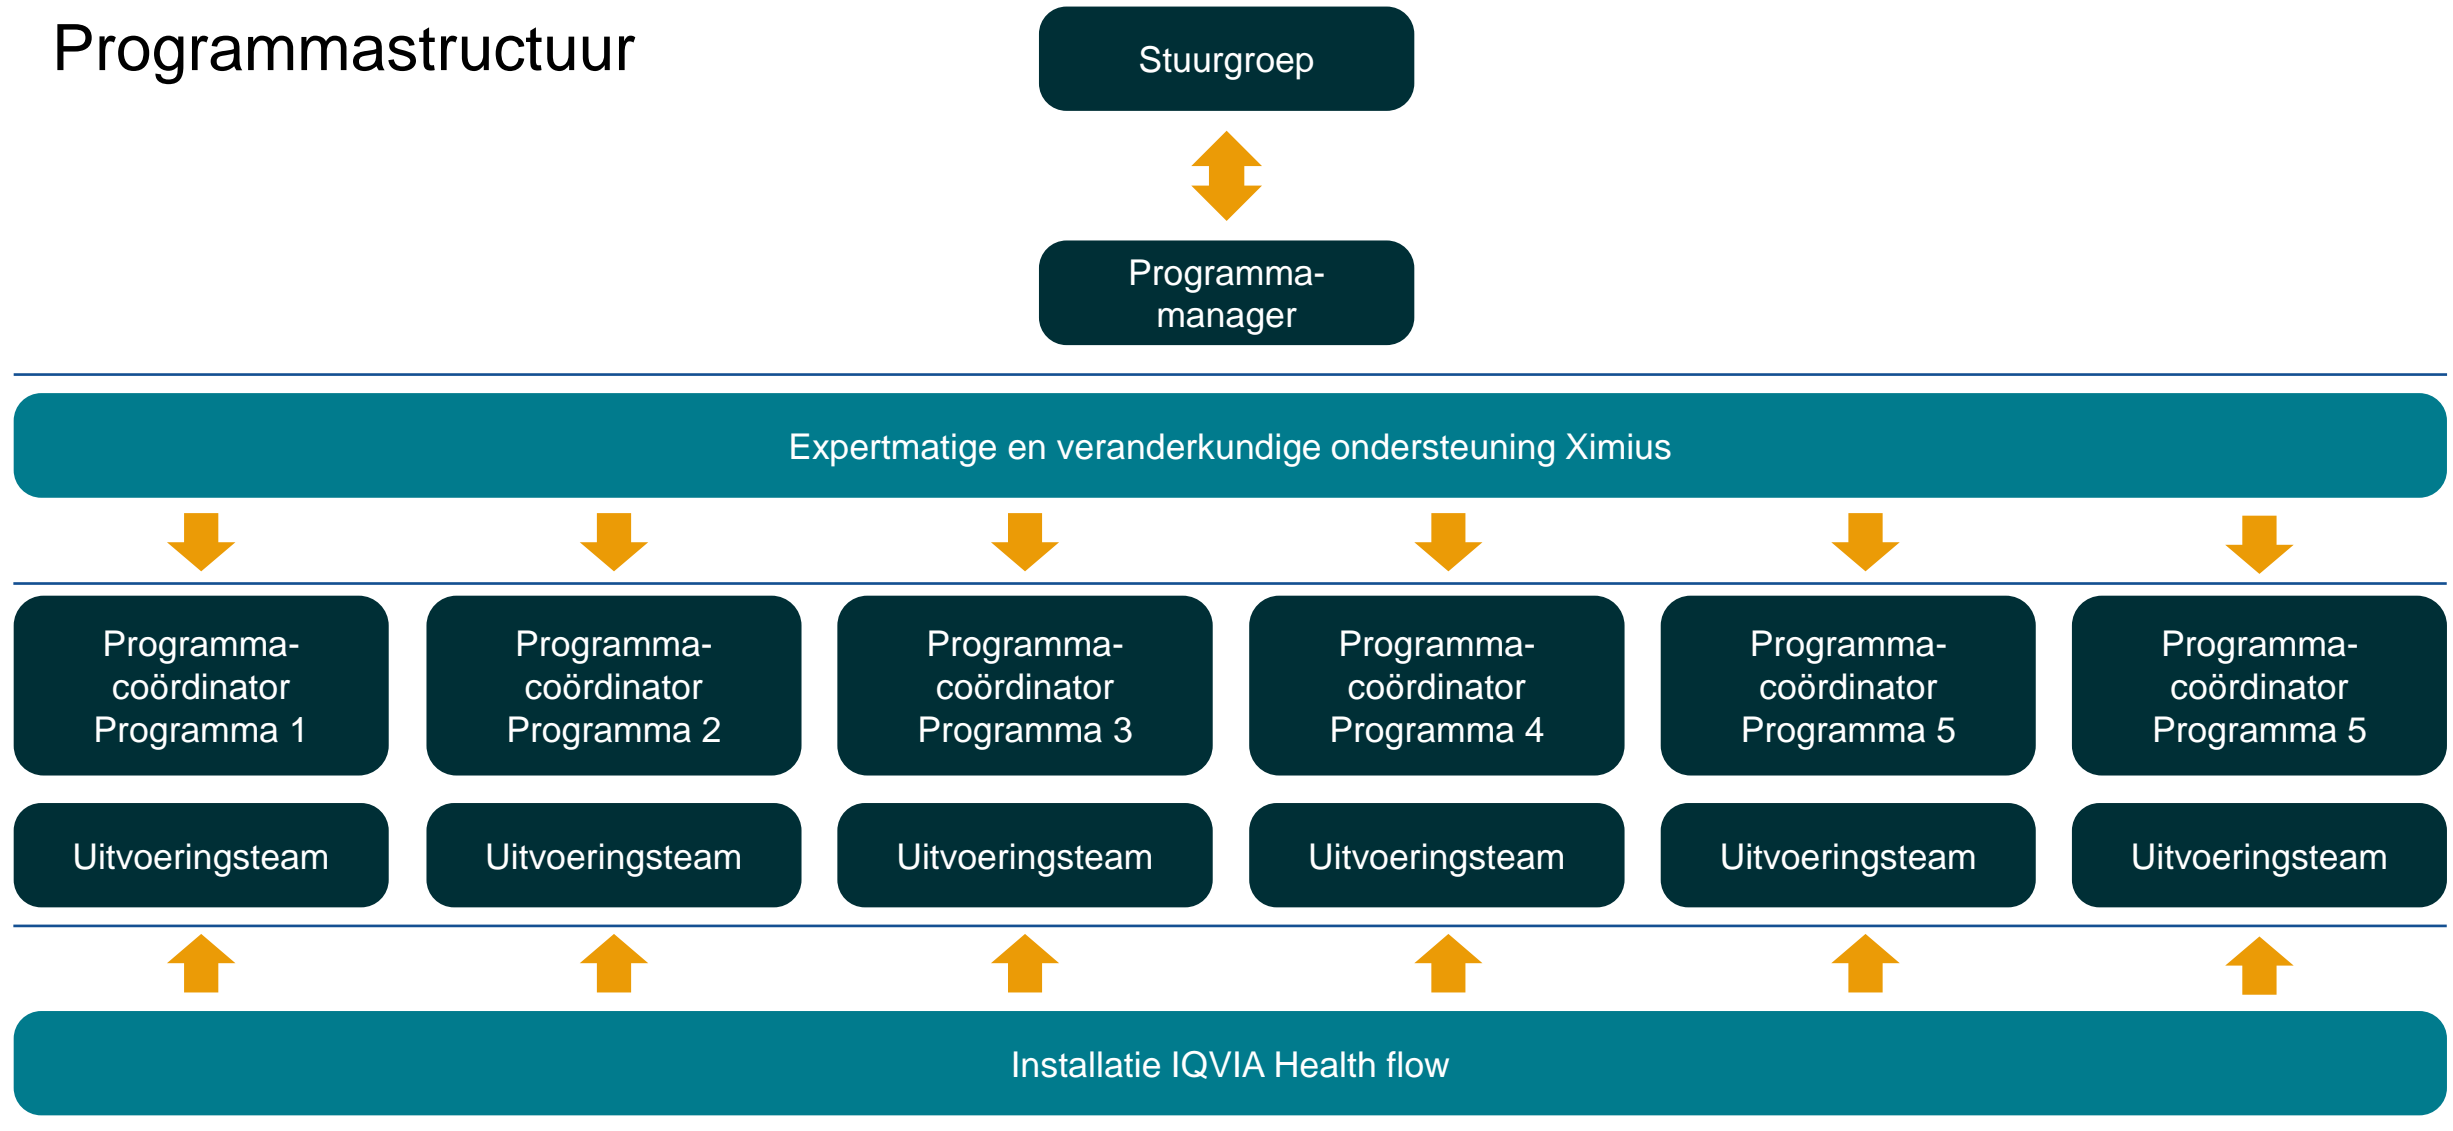 Programmastructuur
Stuurgroep
Programma-
manager
Expertmatige en veranderkundige ondersteuning Ximius
Programma-
coördinator
Programma 1
Programma-
coördinator
Programma 2
Programma-
coördinator
Programma 3
Programma-
coördinator
Programma 4
Programma-
coördinator
Programma 5
Programma-
coördinator
Programma 5
Uitvoeringsteam
Uitvoeringsteam
Uitvoeringsteam
Uitvoeringsteam
Uitvoeringsteam
Uitvoeringsteam
Installatie IQVIA Health flow